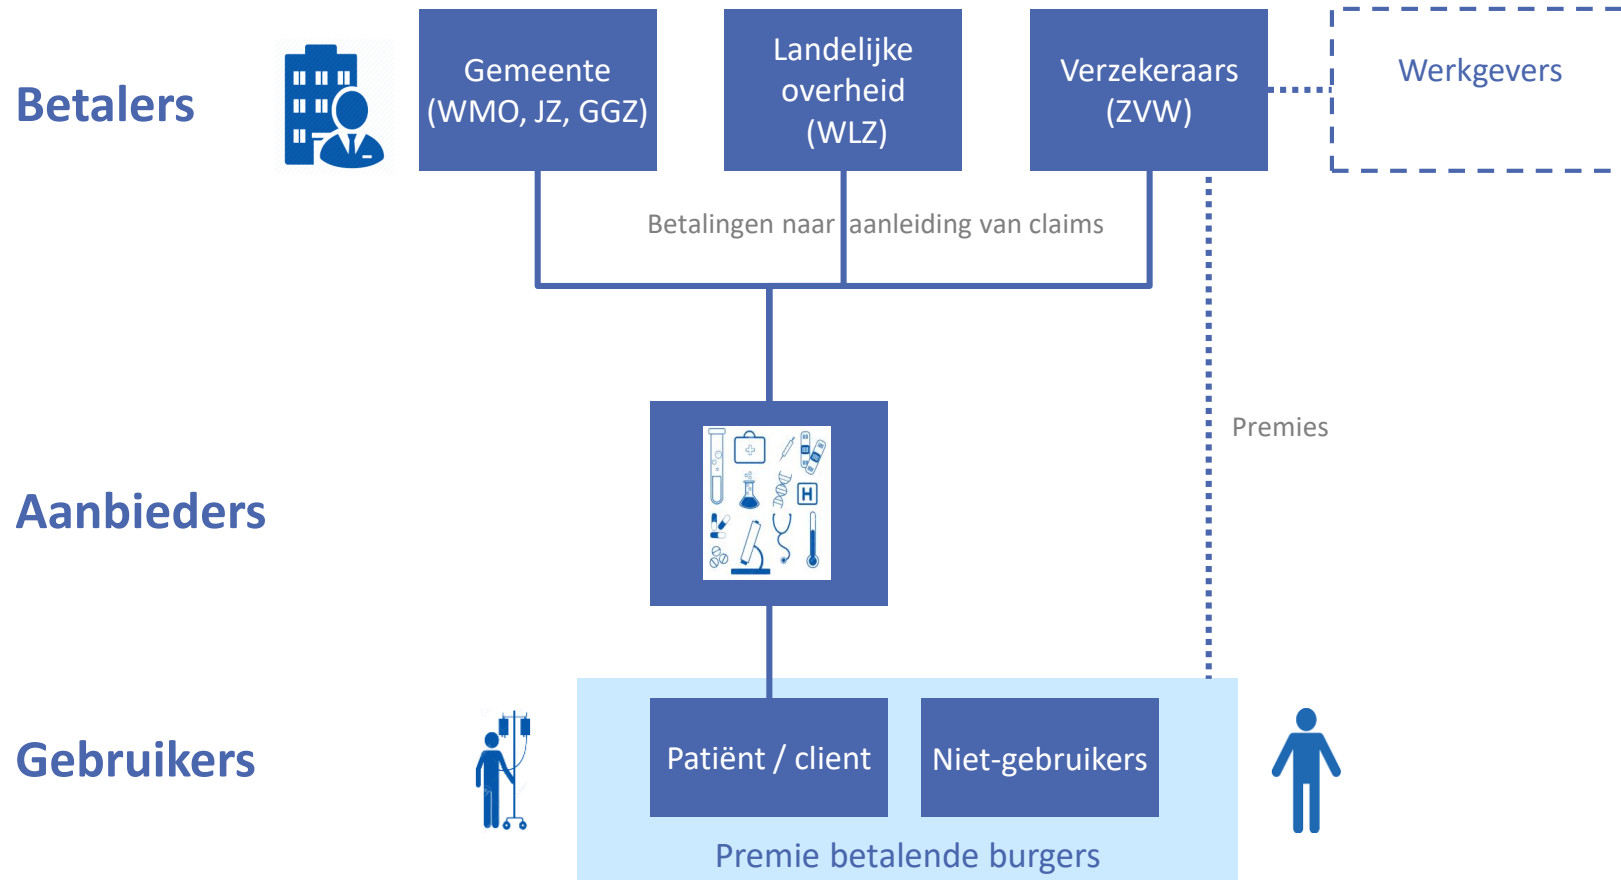 Betalers
Gemeente
(WMO, JZ, GGZ)
Landelijke
overheid
(WLZ)
Verzekeraars
(ZVW)
Werkgevers
Betalingen naar aanleiding van claims
Premies
Aanbieders
H
Gebruikers
Patiënt / client
Niet-gebruikers
Premie betalende burgers